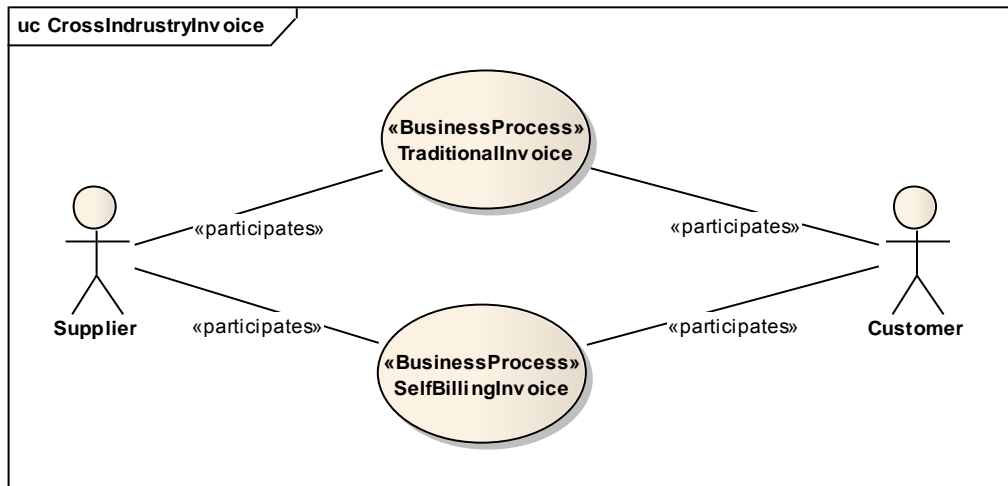 uc CrossIndrustryInvoice
«BusinessProcess»
TraditionalInvoice
«participates»
«participates»
Supplier
Customer
«participates»
«participates»
«BusinessProcess»
SelfBillingInvoice